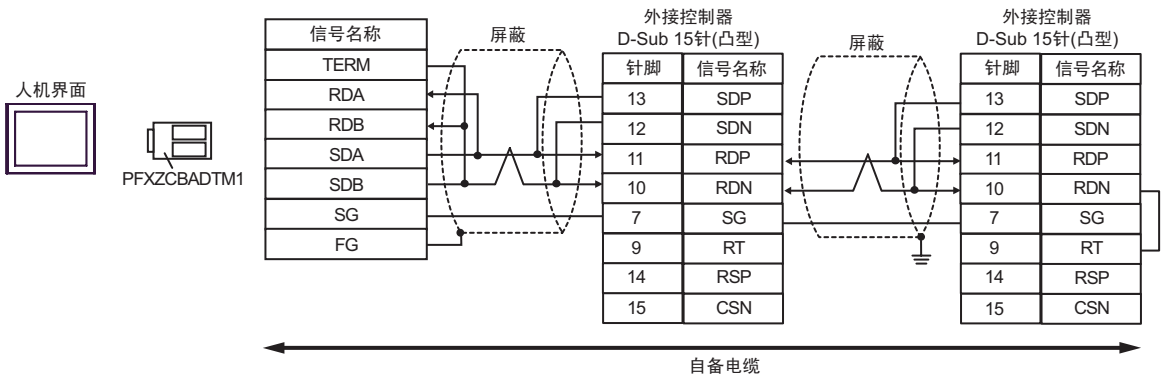 人机界面
PFXZCBADTM1
信号名称
TERM
RDA
RDB
SDA
SDB
SG
FG
屏蔽
外接控制器
D-Sub 15针(凸型)
针脚 信号名称
13 SDP
12 SDN
11 RDP
10 RDN
7 SG
9 RT
14 RSP
15 CSN
屏蔽
外接控制器
D-Sub 15针(凸型)
针脚 信号名称
13 SDP
12 SDN
11 RDP
10 RDN
7 SG
9 RT
14 RSP
15 CSN
自备电缆